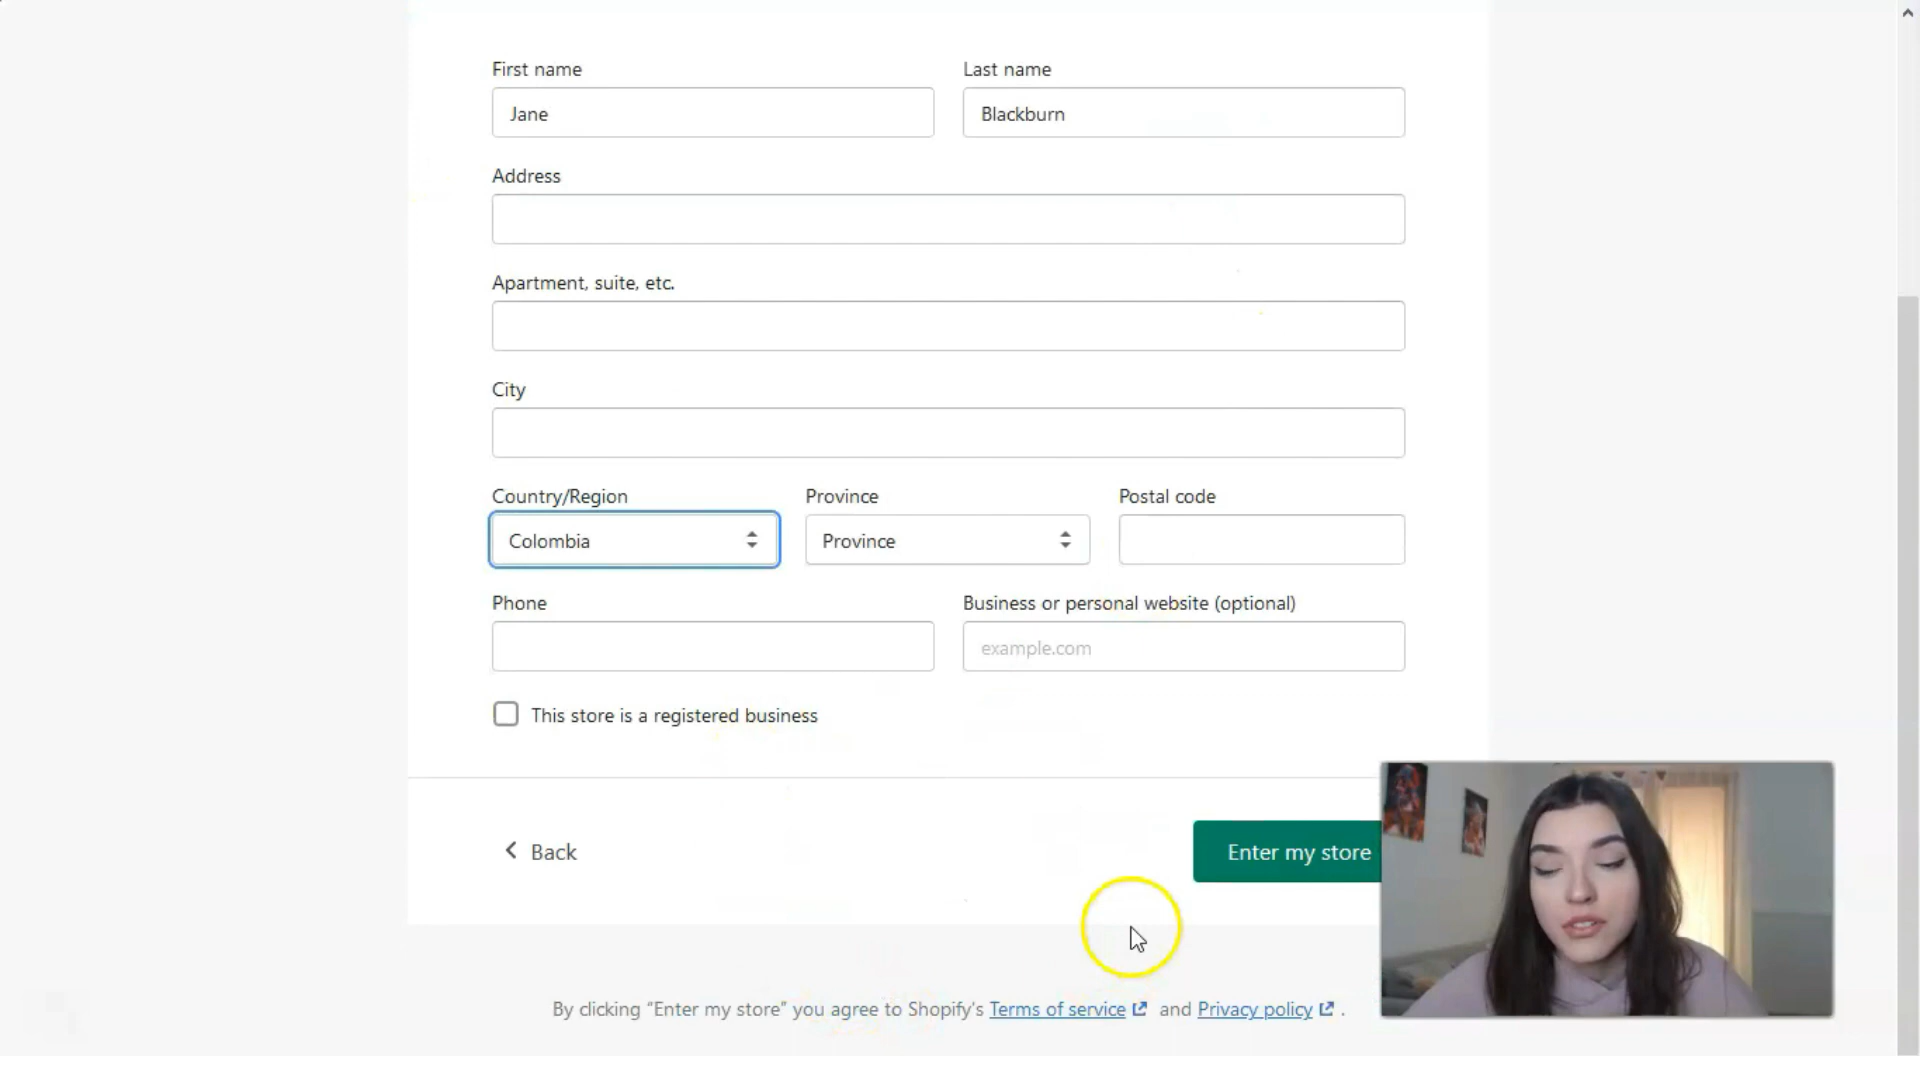 First name Last name
Jane Blackburn
Address
Apartment, suite, etc.
City
Country/Region Province Postal code
Colombia Province
Phone Business or personal website (optional)
example.com
This store is a registered business
Back Enter my store
By clicking “Enter my store” you agree to Shopify's Terms of service and Privacy policy .